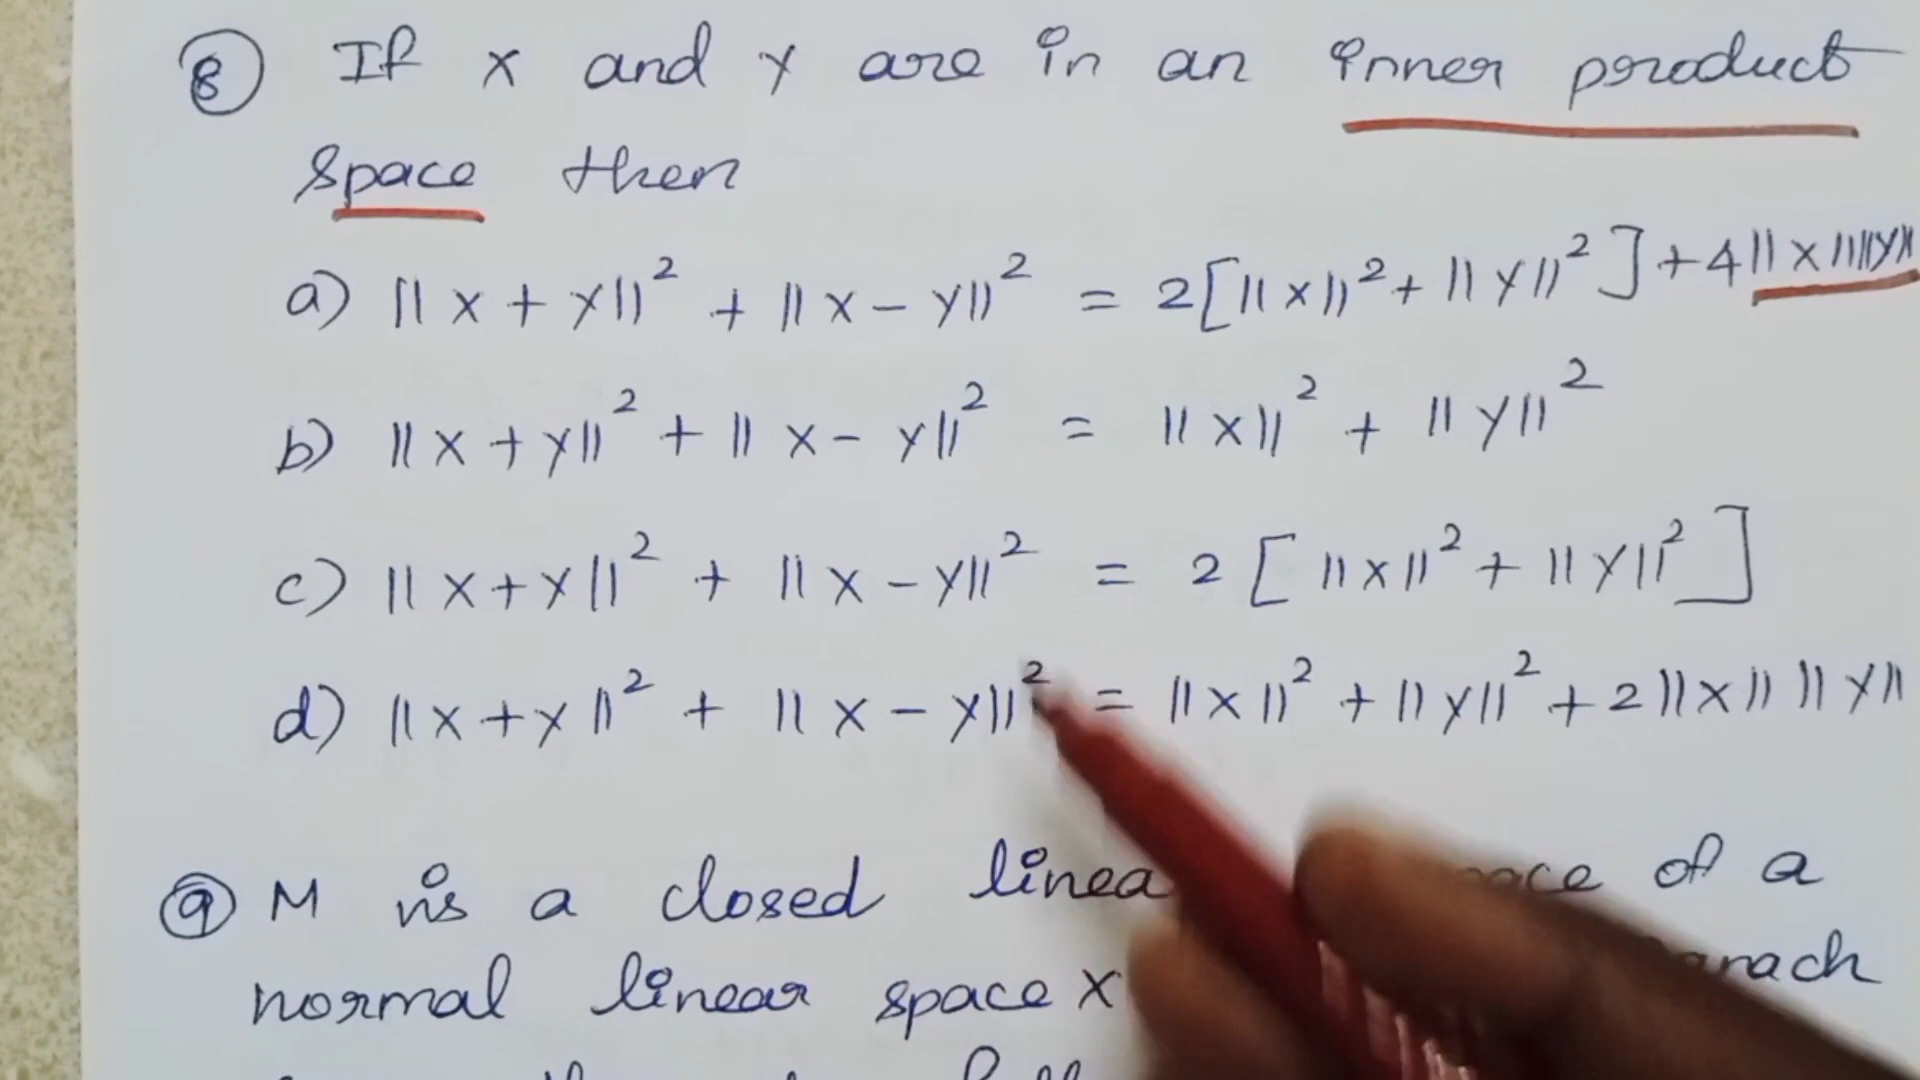 ⑧ If x and y are in an inner product
space then
a) ||x + y||² + ||x - y||² = 2[||x||² + ||y||²] + 4||x|| ||y||
b) ||x + y||² + ||x - y||² = ||x||² + ||y||²
c) ||x + y||² + ||x - y||² = 2[||x||² + ||y||²]
d) ||x + y||² + ||x - y||² = ||x||² + ||y||² + 2||x|| ||y||
⑨ M is a closed of a
normal linear space X